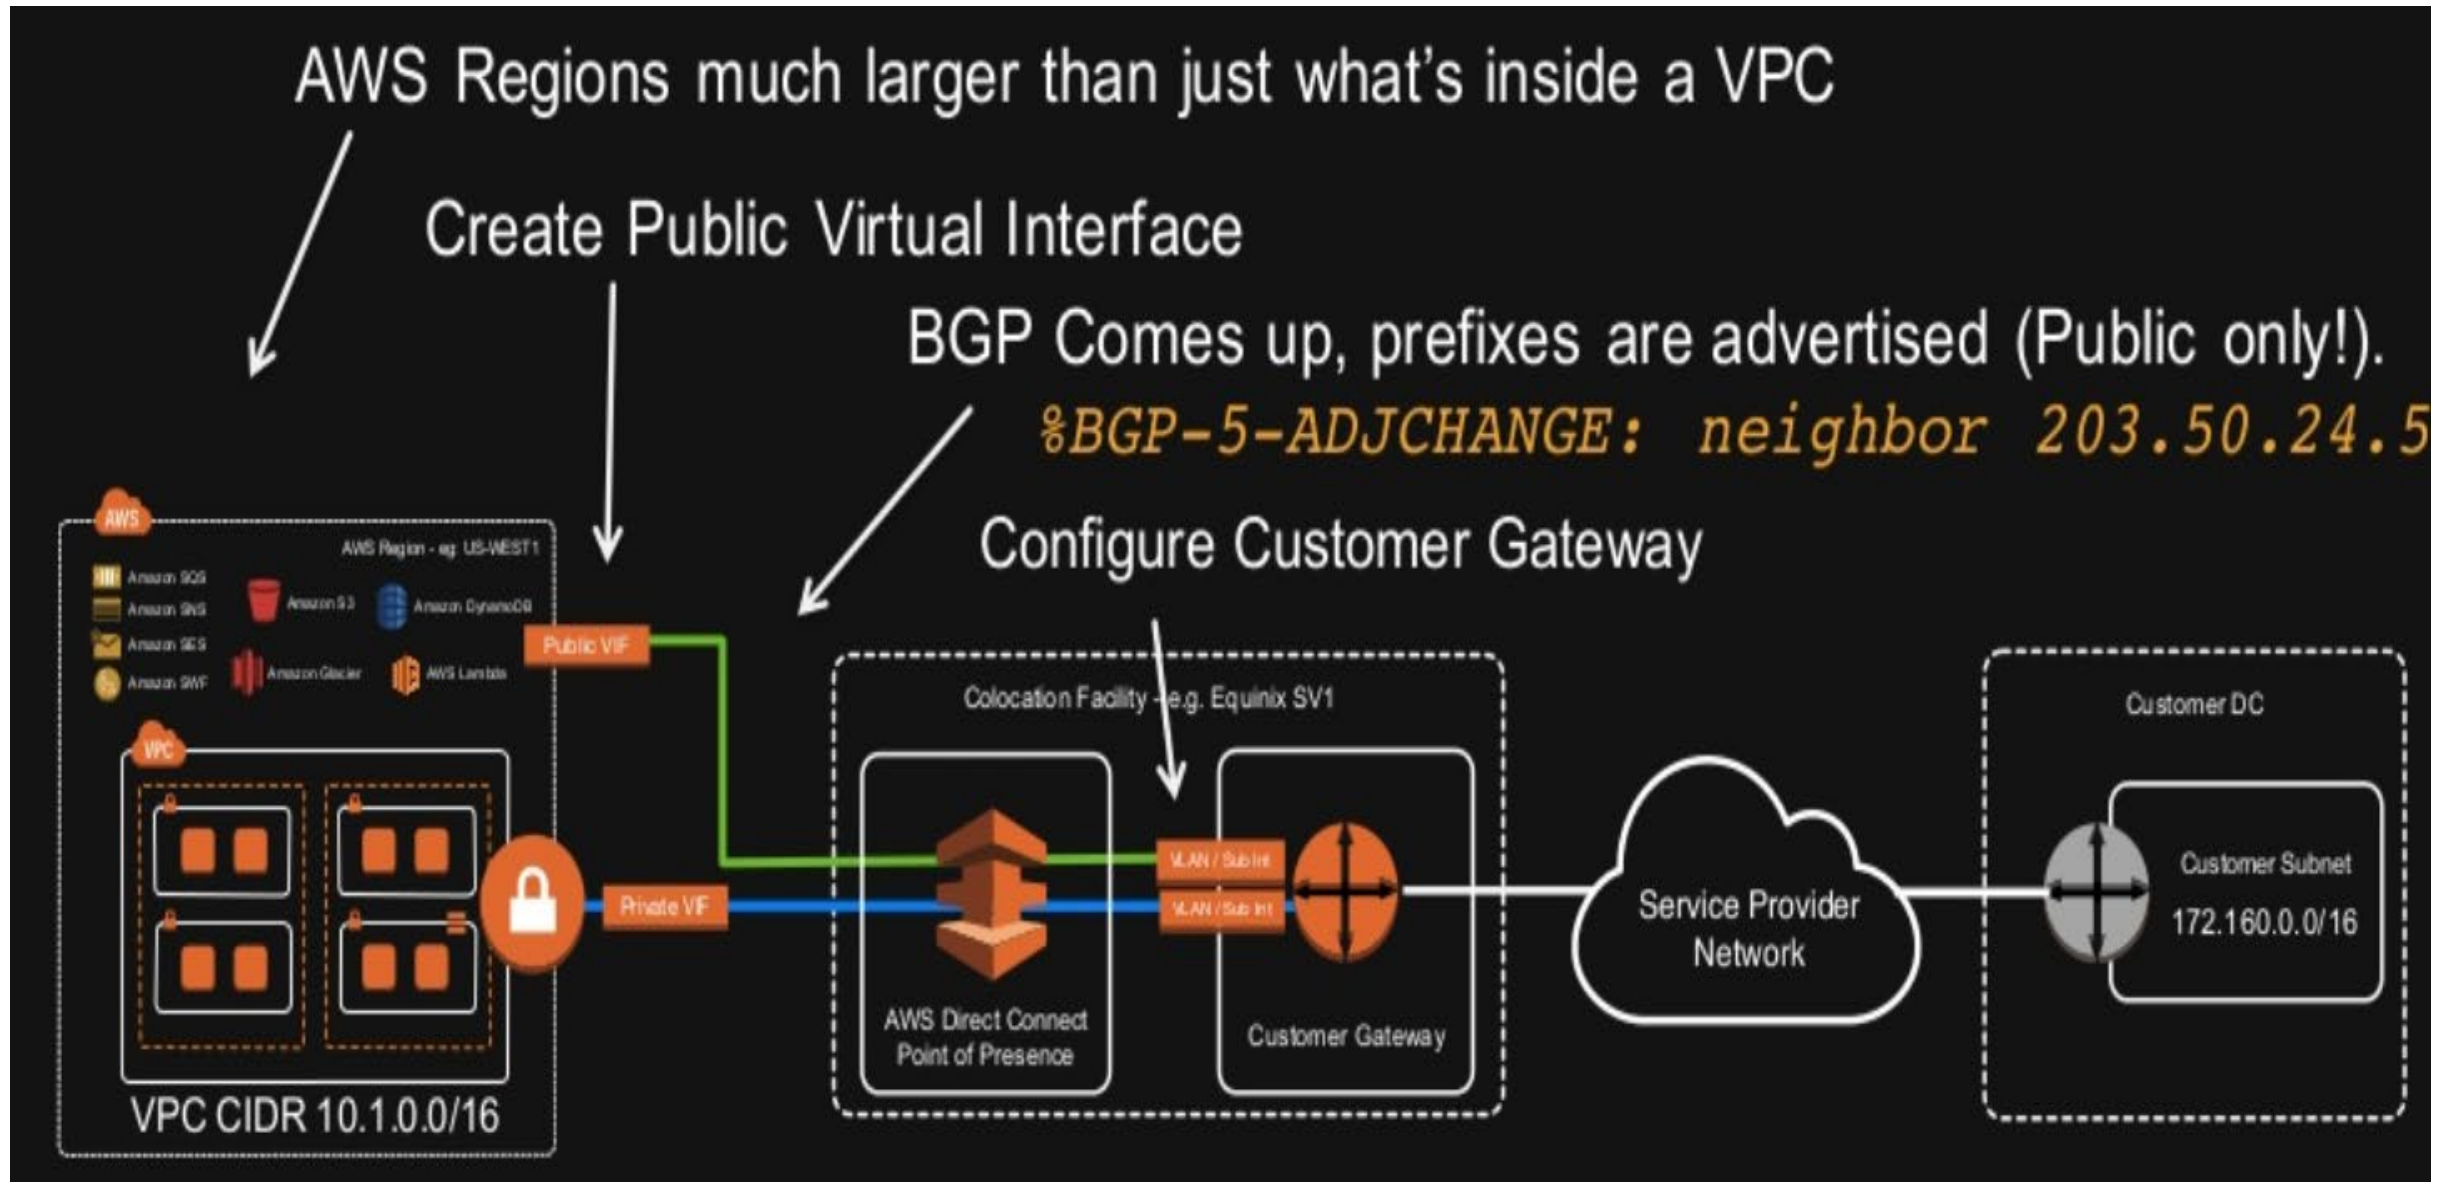 AWS Regions much larger than just what's inside a VPC
Create Public Virtual Interface
BGP Comes up, prefixes are advertised (Public only!).
%BGP-5-ADJCHANGE: neighbor 203.50.24.5
Configure Customer Gateway
AWS
AWS Region - eg: US-WEST1
Amazon SQS
Amazon SNS
Amazon SES
Amazon SWF
Amazon S3
Amazon DynamoDB
Amazon Glacier
AWS Lambda
Public VIF
VPC
Private VIF
VPC CIDR 10.1.0.0/16
Colocation Facility - e.g. Equinix SV1
VLAN / Sub Int
VLAN / Sub Int
AWS Direct Connect
Point of Presence
Customer Gateway
Service Provider
Network
Customer DC
Customer Subnet
172.160.0.0/16